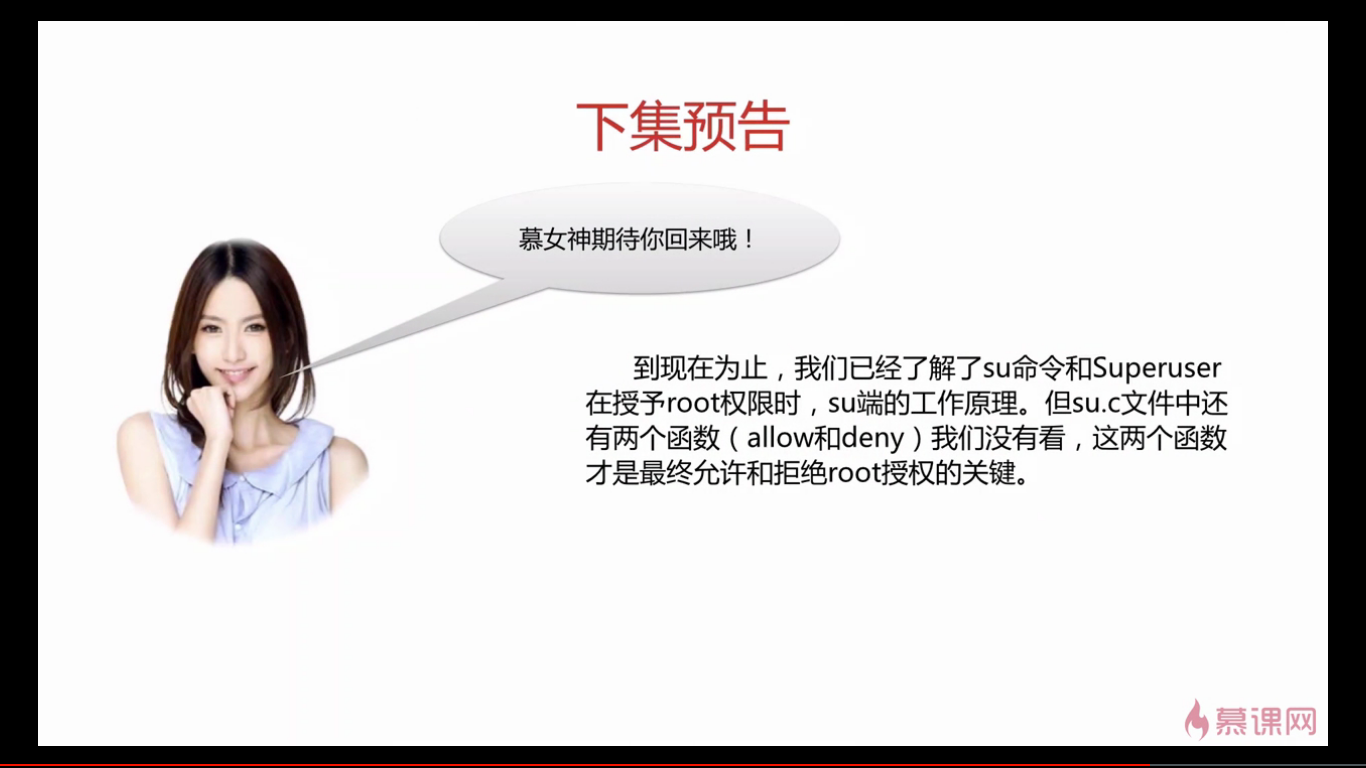 下集预告
慕女神期待你回来哦！
到现在为止，我们已经了解了su命令和Superuser
在授予root权限时，su端的工作原理。但su.c文件中还
有两个函数（allow和deny）我们没有看，这两个函数
才是最终允许和拒绝root授权的关键。
慕课网